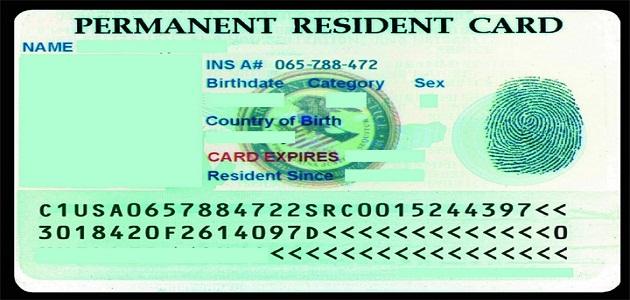 PERMANENT RESIDENT CARD
NAME
INS A# 065-788-472
Birthdate Category Sex
Country of Birth
CARD EXPIRES
Resident Since
C1USA0657884722SRC0015244397<<
3018420F2614097D<<<<<<<<<<<<<0
<<<<<<<<<<<<<<<<<